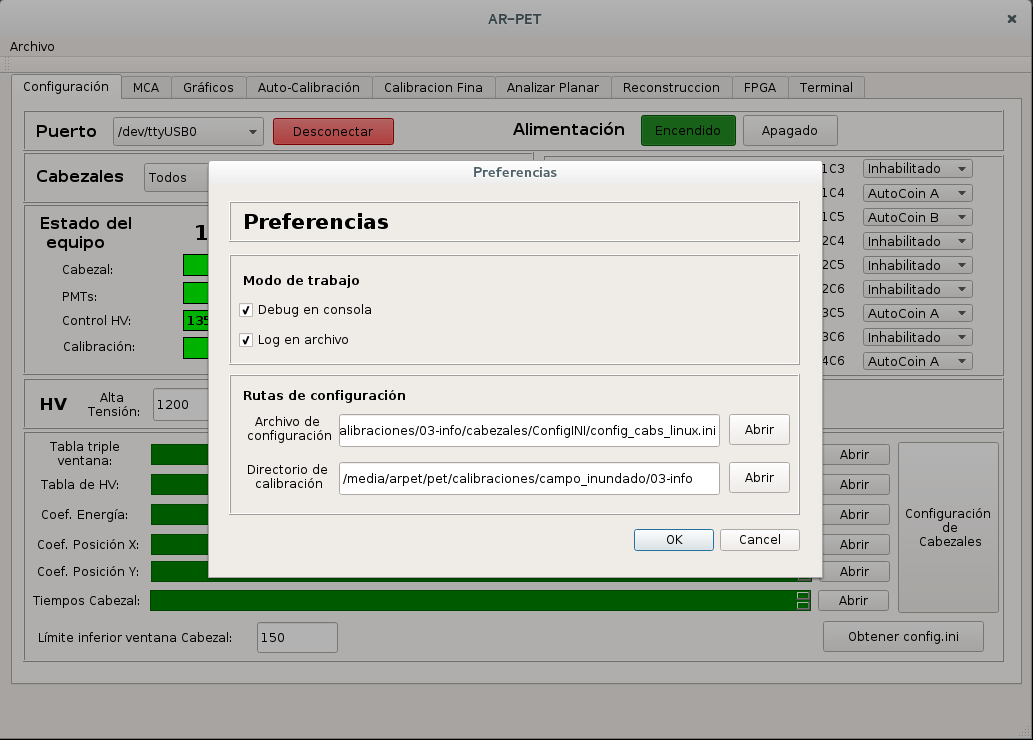 AR-PET
Archivo
Configuración MCA Gráficos Auto-Calibración Calibracion Fina Analizar Planar Reconstruccion FPGA Terminal
Puerto /dev/ttyUSB0 Desconectar Alimentación Encendido Apagado
Cabezales Todos
Preferencias
Preferencias
Modo de trabajo
Debug en consola
Log en archivo
Rutas de configuración
Archivo de
configuración
alibraciones/03-info/cabezales/ConfigINI/config_cabs_linux.ini
Abrir
Directorio de
calibración
/media/arpet/pet/calibraciones/campo_inundado/03-info
Abrir
OK Cancel
1C3 Inhabilitado
1C4 AutoCoin A
1C5 AutoCoin B
2C4 Inhabilitado
2C5 Inhabilitado
2C6 Inhabilitado
3C5 AutoCoin A
3C6 Inhabilitado
4C6 AutoCoin A
Estado del
equipo
1
Cabezal:
PMTs:
Control HV: 135
Calibración:
HV
Alta
Tensión:
1200
Tabla triple
ventana:
Abrir
Tabla de HV: Abrir
Coef. Energía: Abrir
Coef. Posición X: Abrir
Coef. Posición Y: Abrir
Tiempos Cabezal: Abrir
Configuración
de
Cabezales
Límite inferior ventana Cabezal: 150
Obtener config.ini